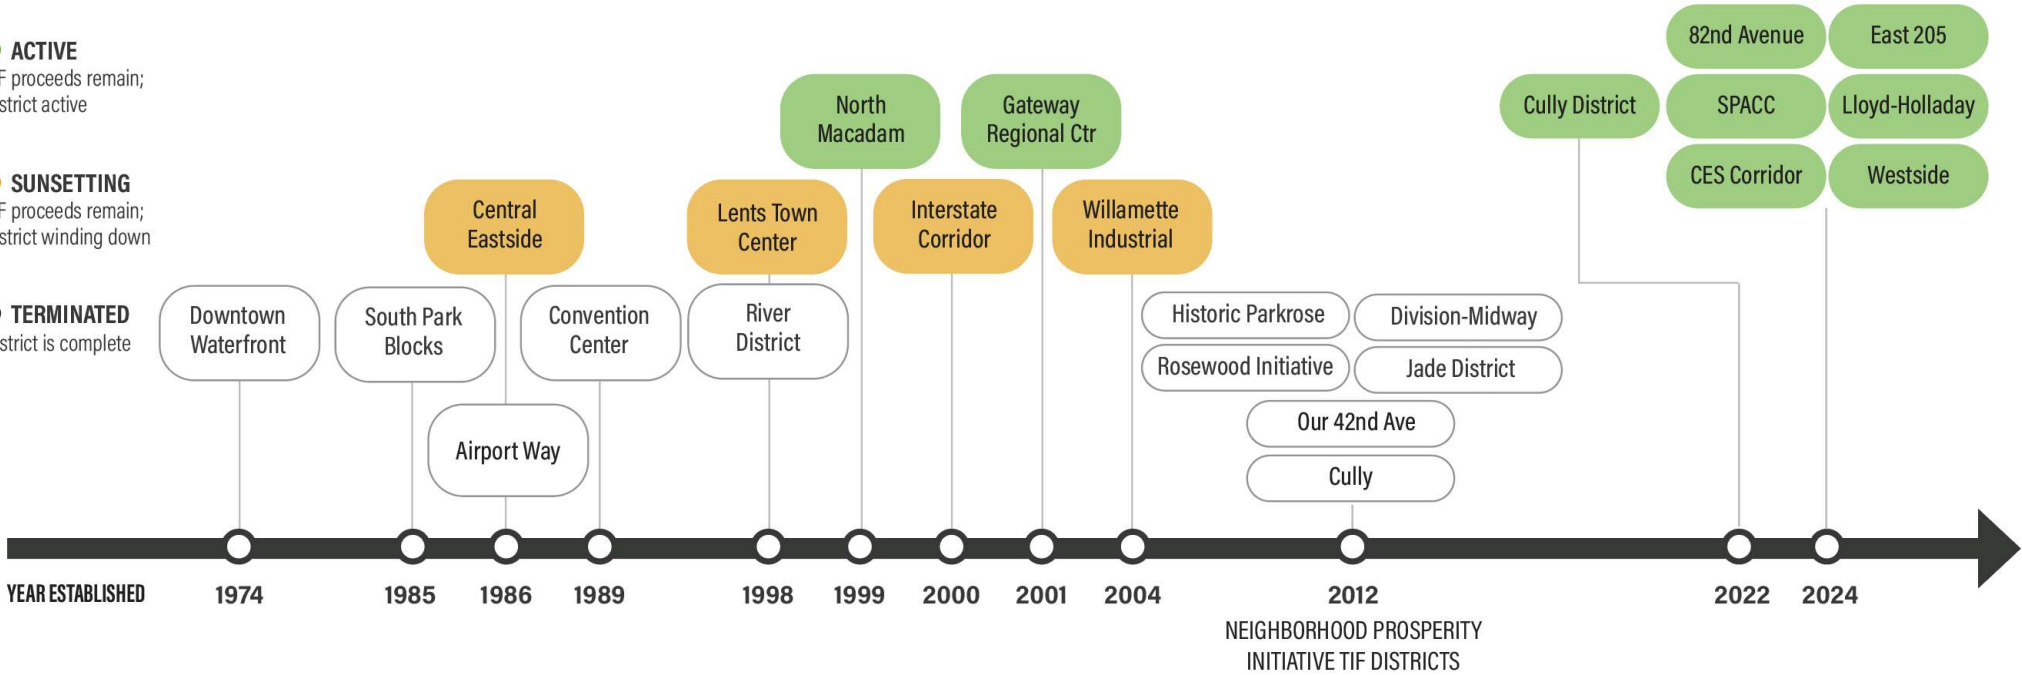 ACTIVE
F proceeds remain;
strict active
SUNSETTING
F proceeds remain;
strict winding down
TERMINATED
strict is complete
Downtown
Waterfront
South Park
Blocks
Central
Eastside
Airport Way
Convention
Center
Lents Town
Center
River
District
North
Macadam
Interstate
Corridor
Gateway
Regional Ctr
Willamette
Industrial
Historic Parkrose
Division-Midway
Rosewood Initiative
Jade District
Our 42nd Ave
Cully
Cully District
82nd Avenue
East 205
SPACC
Lloyd-Holladay
CES Corridor
Westside
YEAR ESTABLISHED
1974
1985
1986
1989
1998
1999
2000
2001
2004
2012
2022
2024
NEIGHBORHOOD PROSPERITY
INITIATIVE TIF DISTRICTS